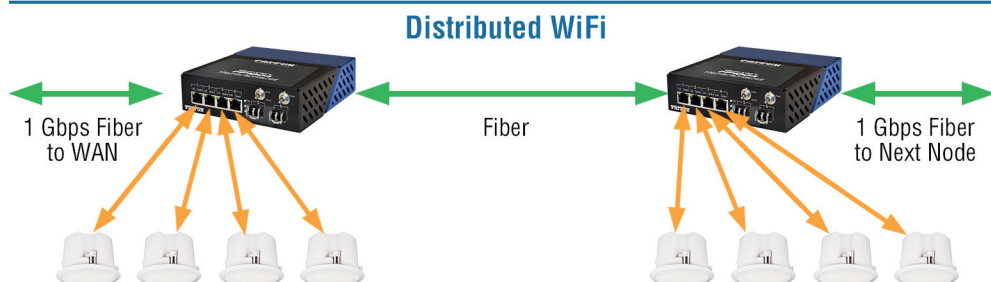 Distributed WiFi
1 Gbps Fiber
to WAN
Fiber
1 Gbps Fiber
to Next Node